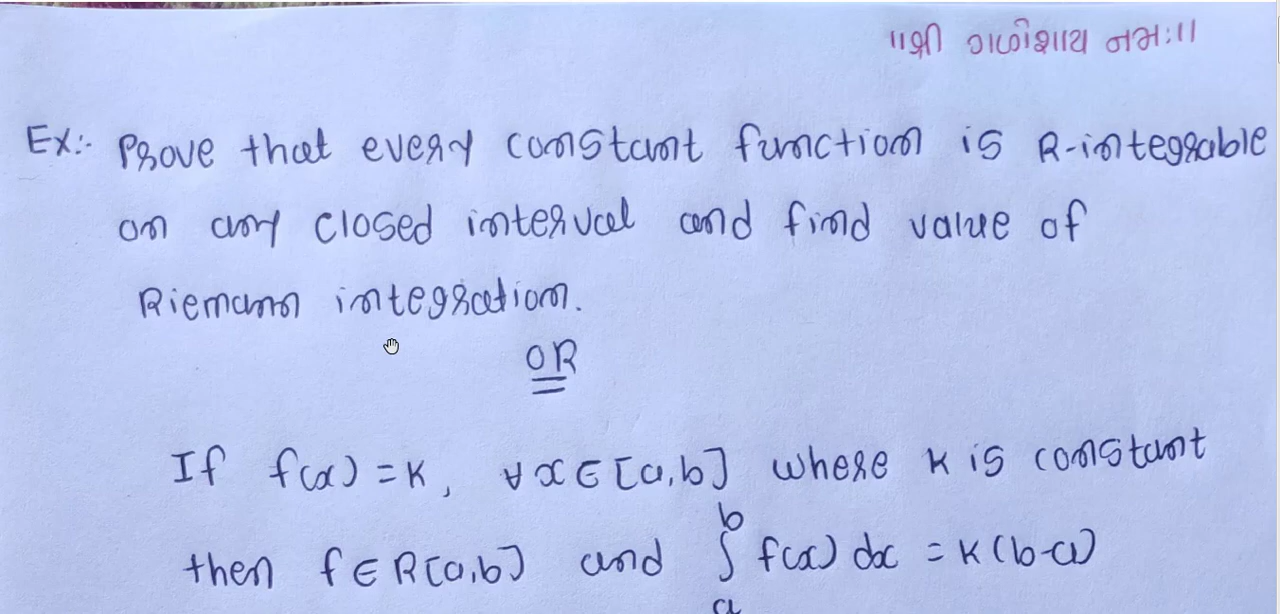 ॥શ્રી ગણેશાય નમઃ॥
Ex:- Prove that every constant function is R-integrable
on any closed interval and find value of
Riemann integration.
OR
If f(x) = K, ∀x∈[a,b] where K is constant
then f∈R[a,b] and ∫ₐᵇ f(x) dx = K(b-a)